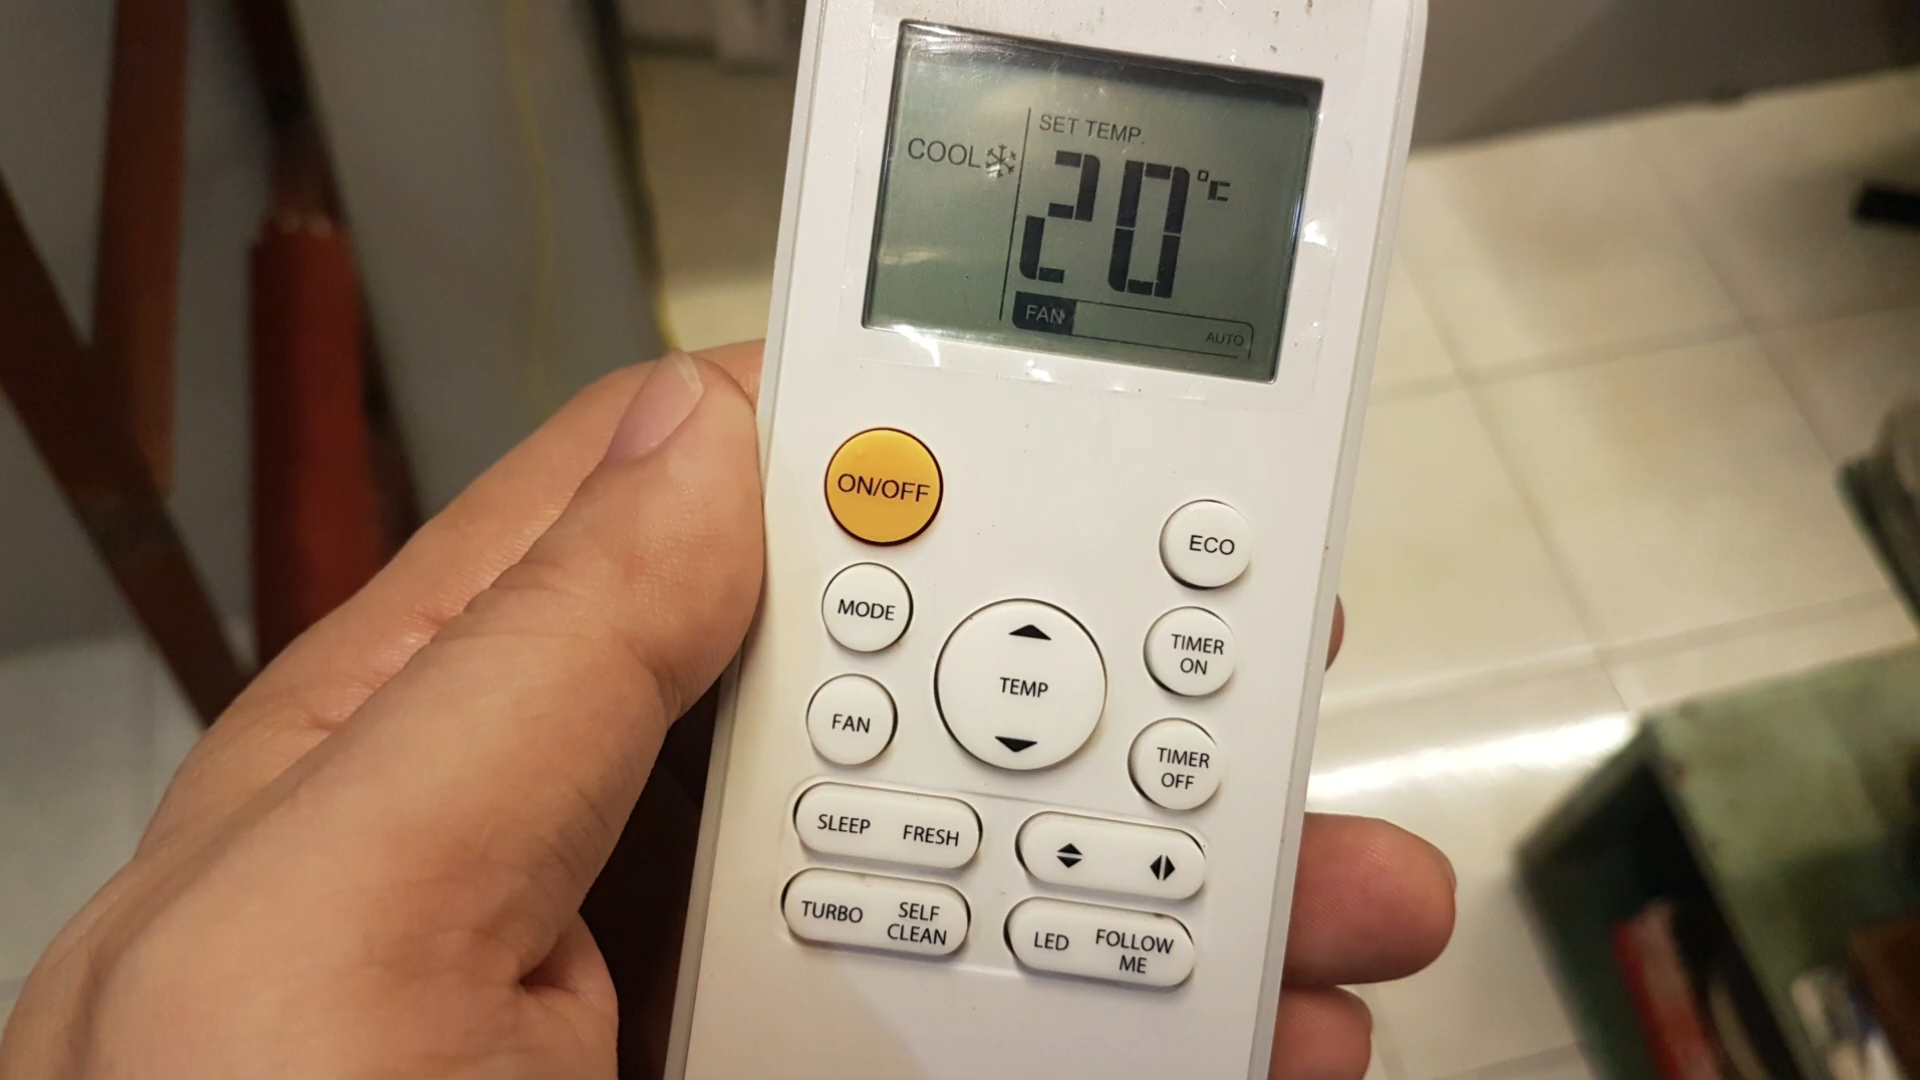 SET TEMP.
COOL
20°C
FAN
AUTO
ON/OFF
ECO
MODE
TIMER
ON
TEMP
FAN
TIMER
OFF
SLEEP FRESH
TURBO SELF
CLEAN
LED FOLLOW
ME